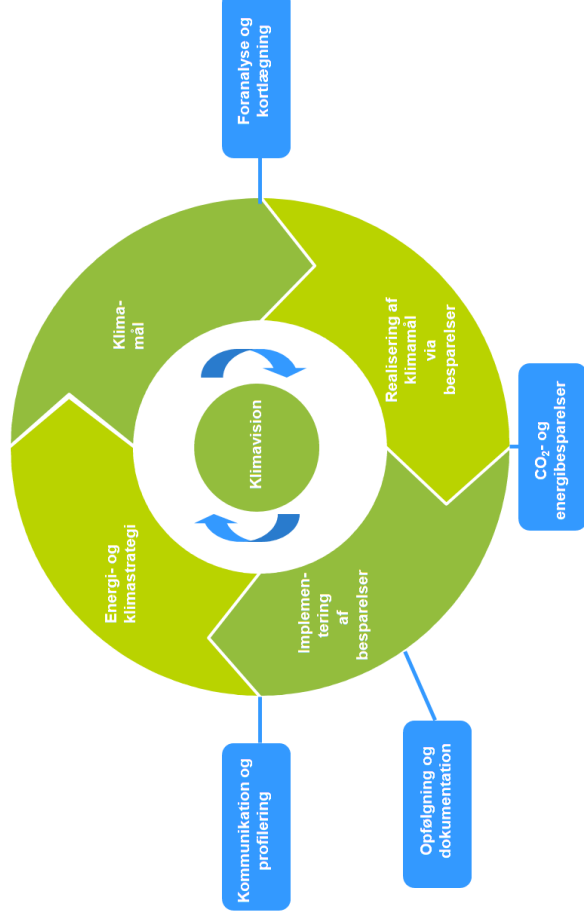 Foranalyse og
kortlægning
Klima-
mål
Realisering af
klimamål
via
besparelser
CO₂- og
energibesparelser
Klimavision
Energi- og
klimastrategi
Implemen-
tering
af
besparelser
Opfølgning og
dokumentation
Kommunikation og
profilering